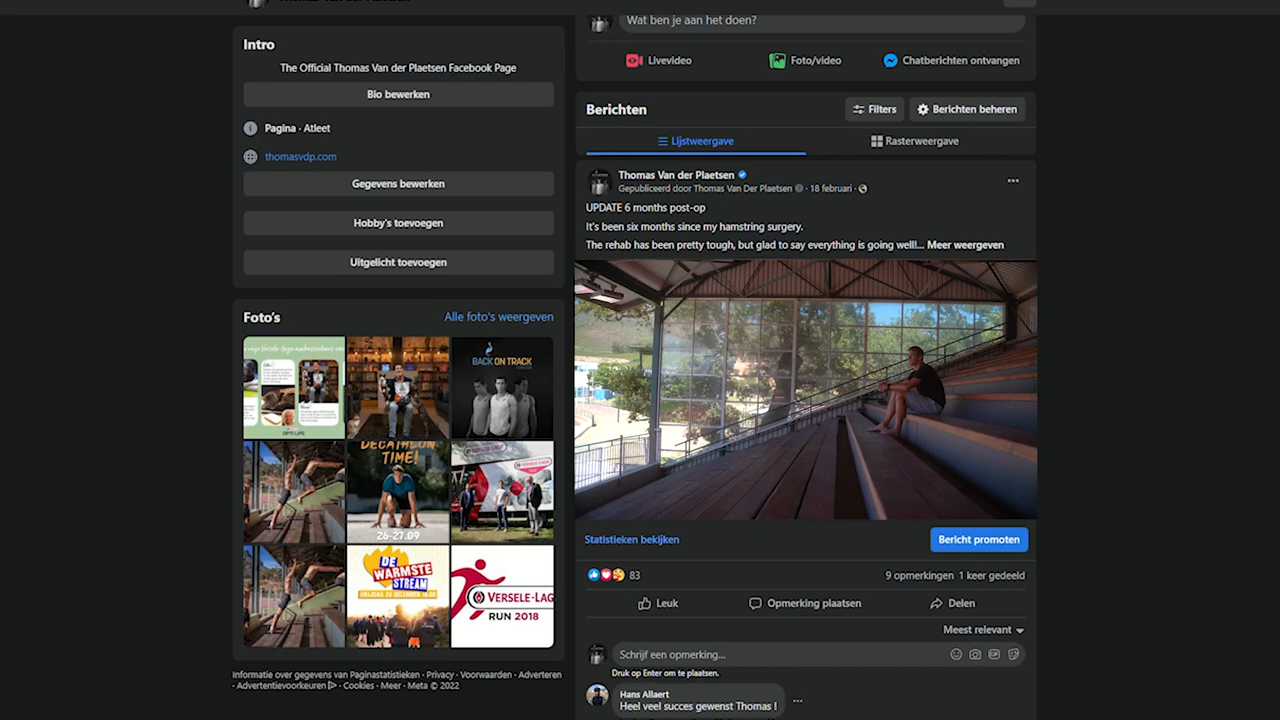 Intro
The Official Thomas Van der Plaetsen Facebook Page
Bio bewerken
Pagina · Atleet
thomasvdp.com
Gegevens bewerken
Hobby's toevoegen
Uitgelicht toevoegen
Foto's
Alle foto's weergeven
BACK ON TRACK
DECATHLON
TIME!
26-27.09
DE
WARMSTE
STREAM
VRIJDAG 20 DECEMBER
VERSELE-LAG
RUN 2018
Informatie over gegevens van Paginastatistieken · Privacy · Voorwaarden · Adverteren
· Advertentievoorkeuren · Cookies · Meer · Meta © 2022
Wat ben je aan het doen?
Livevideo
Foto/video
Chatberichten ontvangen
Berichten
Filters
Berichten beheren
Lijstweergave
Rasterweergave
Thomas Van der Plaetsen
Gepubliceerd door Thomas Van Der Plaetsen · 18 februari ·
UPDATE 6 months post-op
It's been six months since my hamstring surgery.
The rehab has been pretty tough, but glad to say everything is going well!... Meer weergeven
Statistieken bekijken
Bericht promoten
83
9 opmerkingen 1 keer gedeeld
Leuk
Opmerking plaatsen
Delen
Meest relevant
Schrijf een opmerking...
Druk op Enter om te plaatsen.
Hans Allaert
Heel veel succes gewenst Thomas !